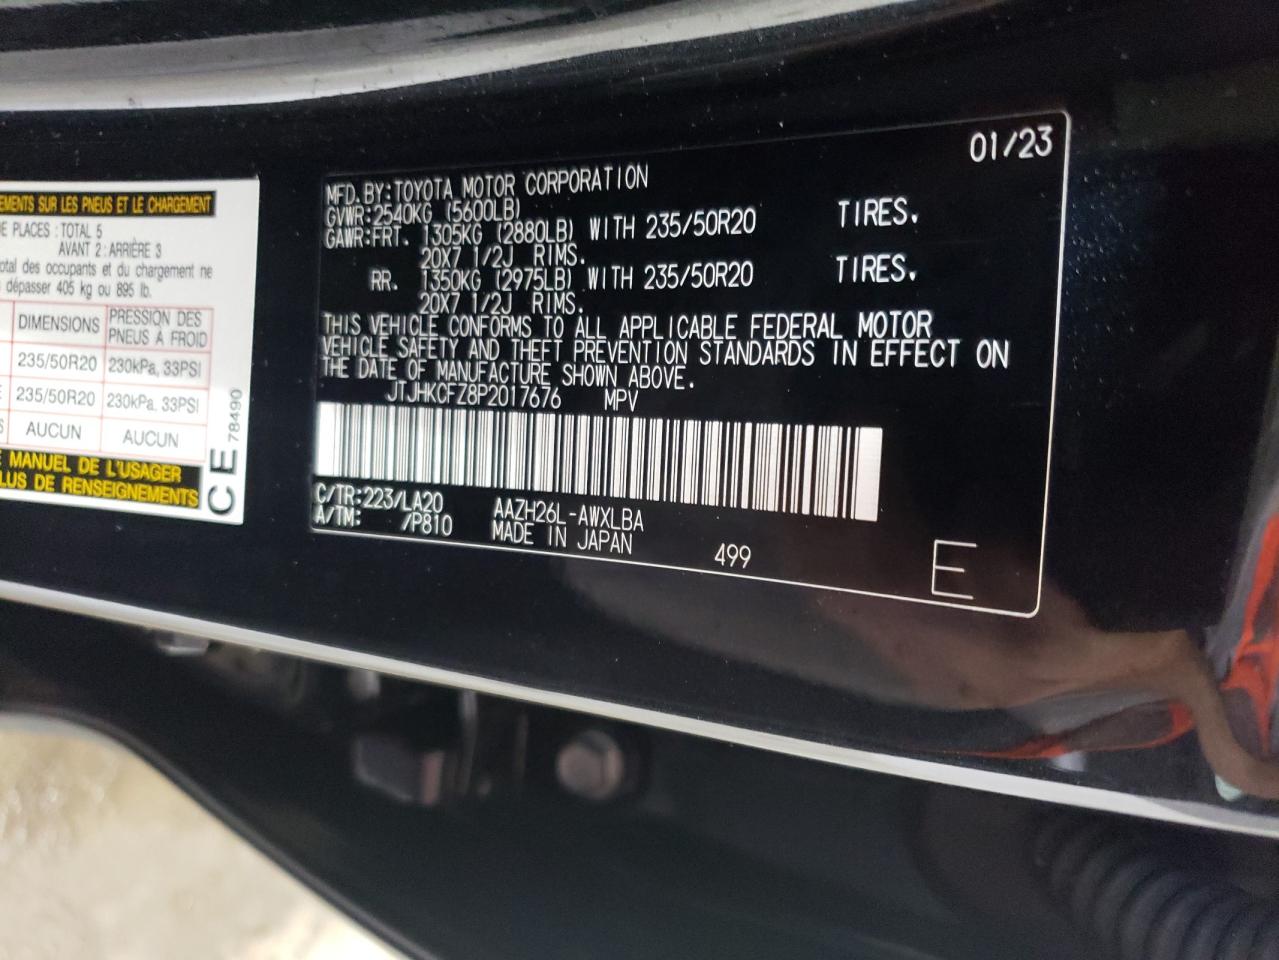 EMENTS SUR LES PNEUS ET LE CHARGEMENT
E PLACES : TOTAL 5
AVANT 2 : ARRIÈRE 3
otal des occupants et du chargement ne
dépasser 405 kg ou 895 lb.
DIMENSIONS PRESSION DES PNEUS À FROID
235/50R20 230kPa, 33PSI
235/50R20 230kPa, 33PSI
AUCUN AUCUN
MANUEL DE L'USAGER
LUS DE RENSEIGNEMENTS
CE 78490
01/23
MFD.BY:TOYOTA MOTOR CORPORATION
GVWR:2540KG (5600LB)
GAWR:FRT. 1305KG (2880LB) WITH 235/50R20 TIRES.
20X7 1/2J RIMS.
RR. 1350KG (2975LB) WITH 235/50R20 TIRES.
20X7 1/2J RIMS.
THIS VEHICLE CONFORMS TO ALL APPLICABLE FEDERAL MOTOR
VEHICLE SAFETY AND THEFT PREVENTION STANDARDS IN EFFECT ON
THE DATE OF MANUFACTURE SHOWN ABOVE.
JTJHKCFZ8P2017676 MPV
C/TR:223/LA20 AAZH26L-AWXLBA
A/TM: /P810 MADE IN JAPAN 499
E